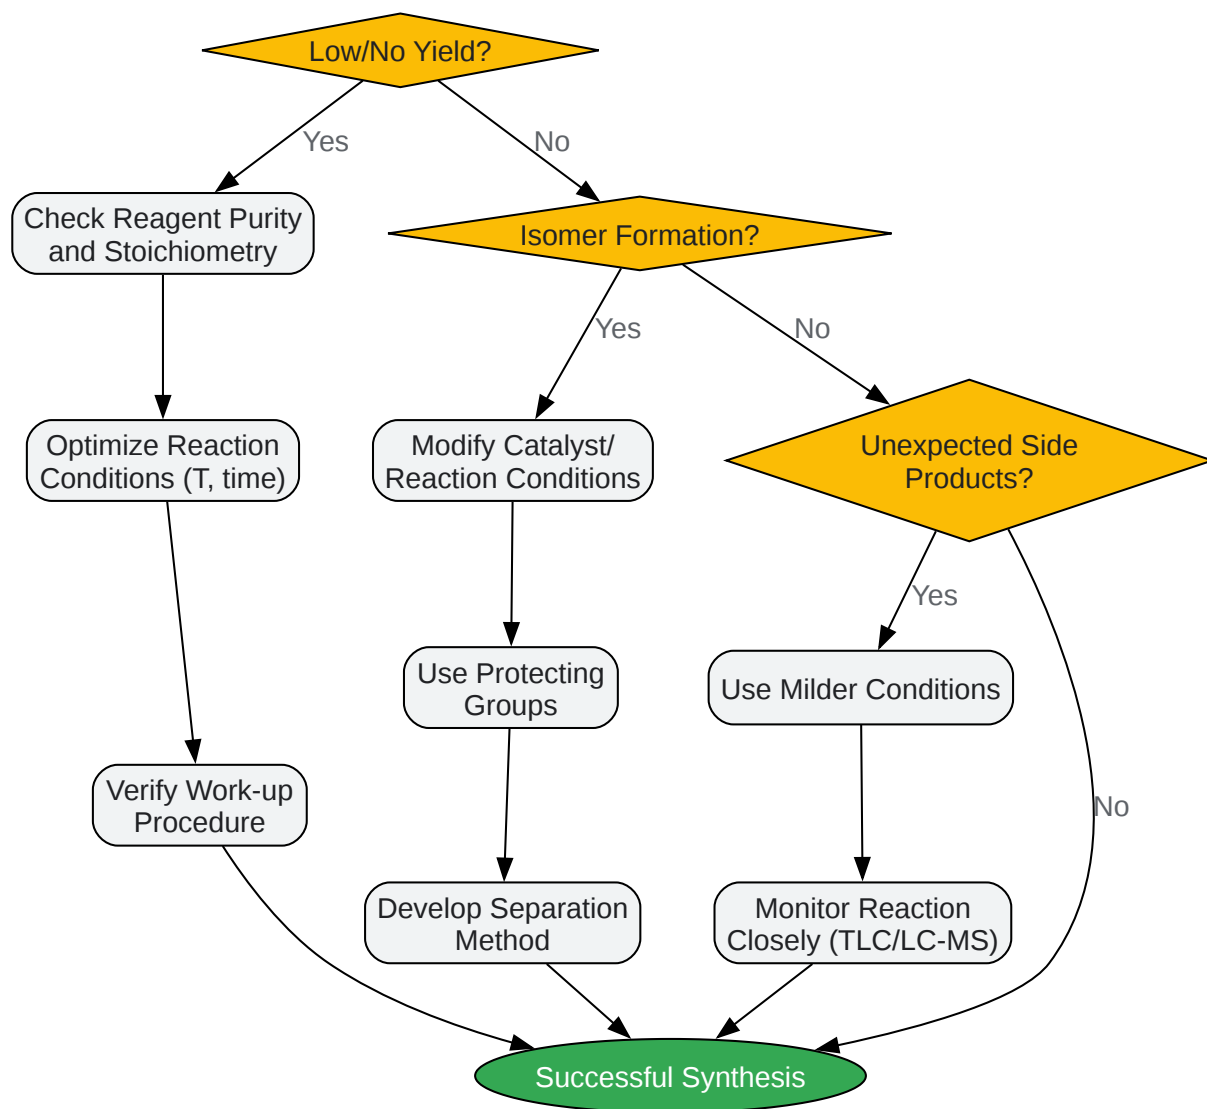 Low/No Yield?
Yes
No
Check Reagent Purity
and Stoichiometry
Isomer Formation?
Yes
No
Optimize Reaction
Conditions (T, time)
Modify Catalyst/
Reaction Conditions
Unexpected Side
Products?
Yes
No
Use Protecting
Groups
Use Milder Conditions
Verify Work-up
Procedure
Develop Separation
Method
Monitor Reaction
Closely (TLC/LC-MS)
Successful Synthesis